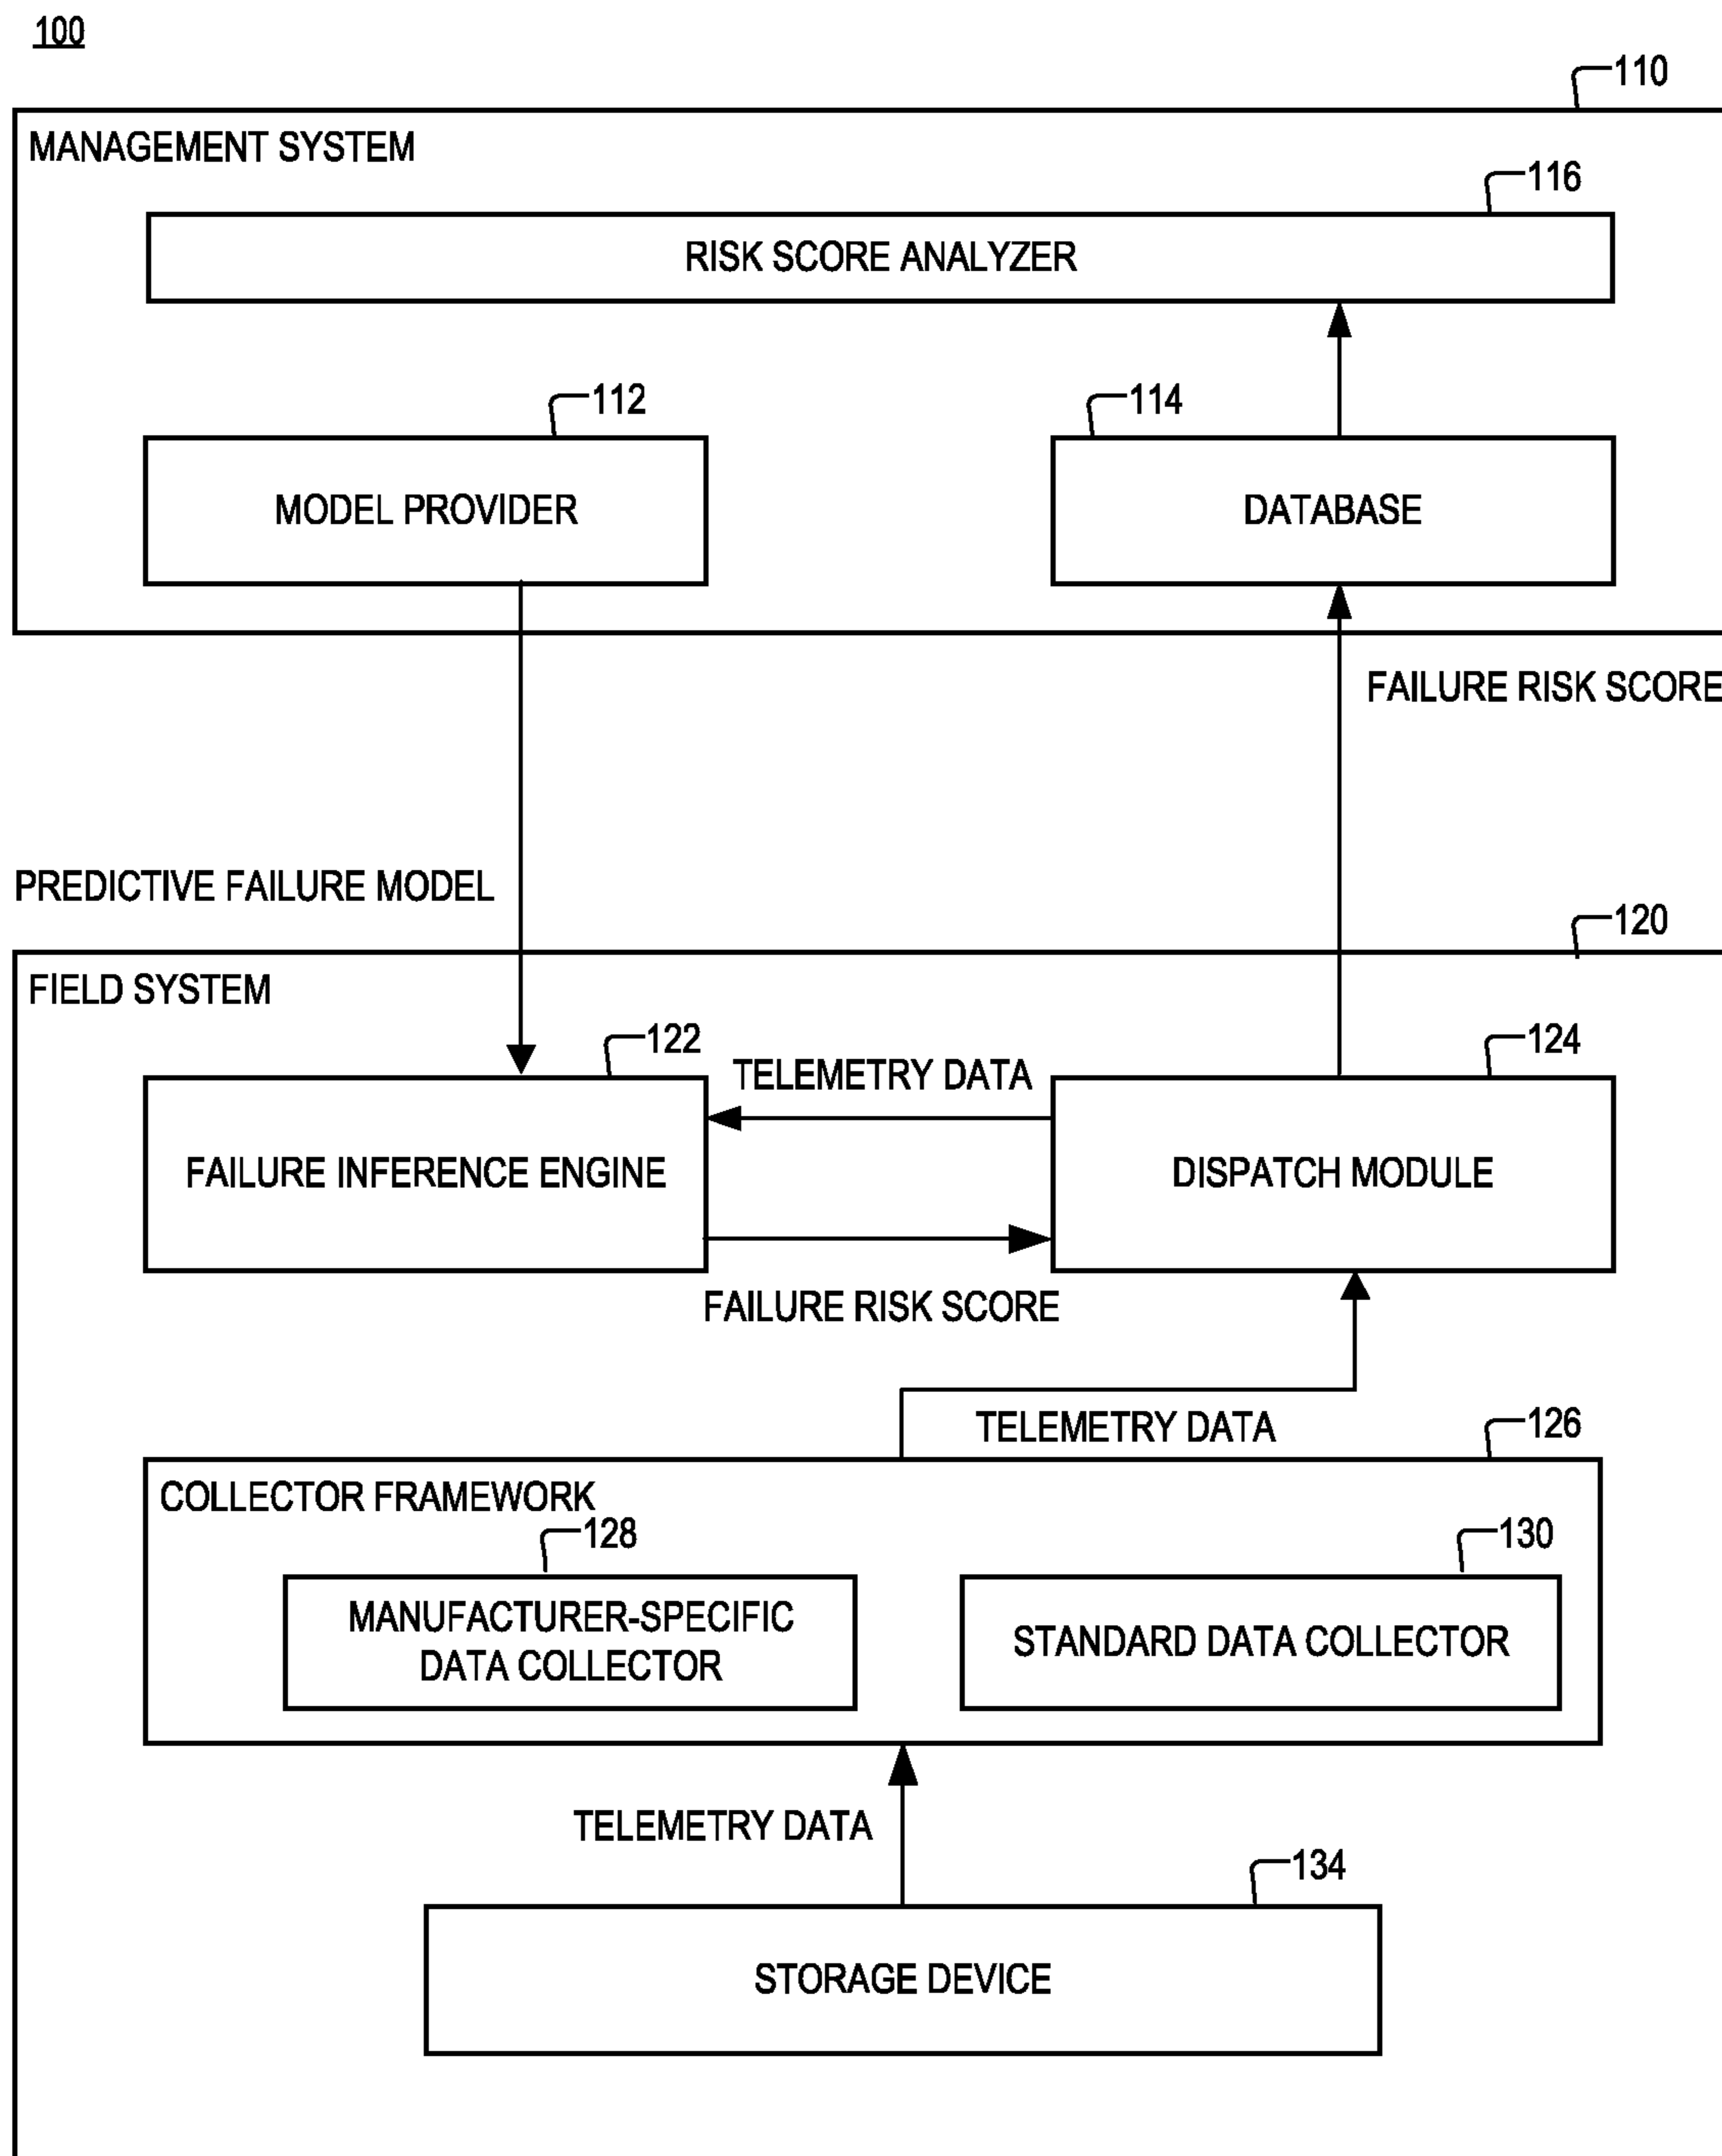 100
110
MANAGEMENT SYSTEM
116
RISK SCORE ANALYZER
112
114
MODEL PROVIDER
DATABASE
FAILURE RISK SCORE
PREDICTIVE FAILURE MODEL
120
FIELD SYSTEM
122
124
TELEMETRY DATA
FAILURE INFERENCE ENGINE
DISPATCH MODULE
FAILURE RISK SCORE
TELEMETRY DATA
126
COLLECTOR FRAMEWORK
128
130
MANUFACTURER-SPECIFIC
DATA COLLECTOR
STANDARD DATA COLLECTOR
TELEMETRY DATA
134
STORAGE DEVICE